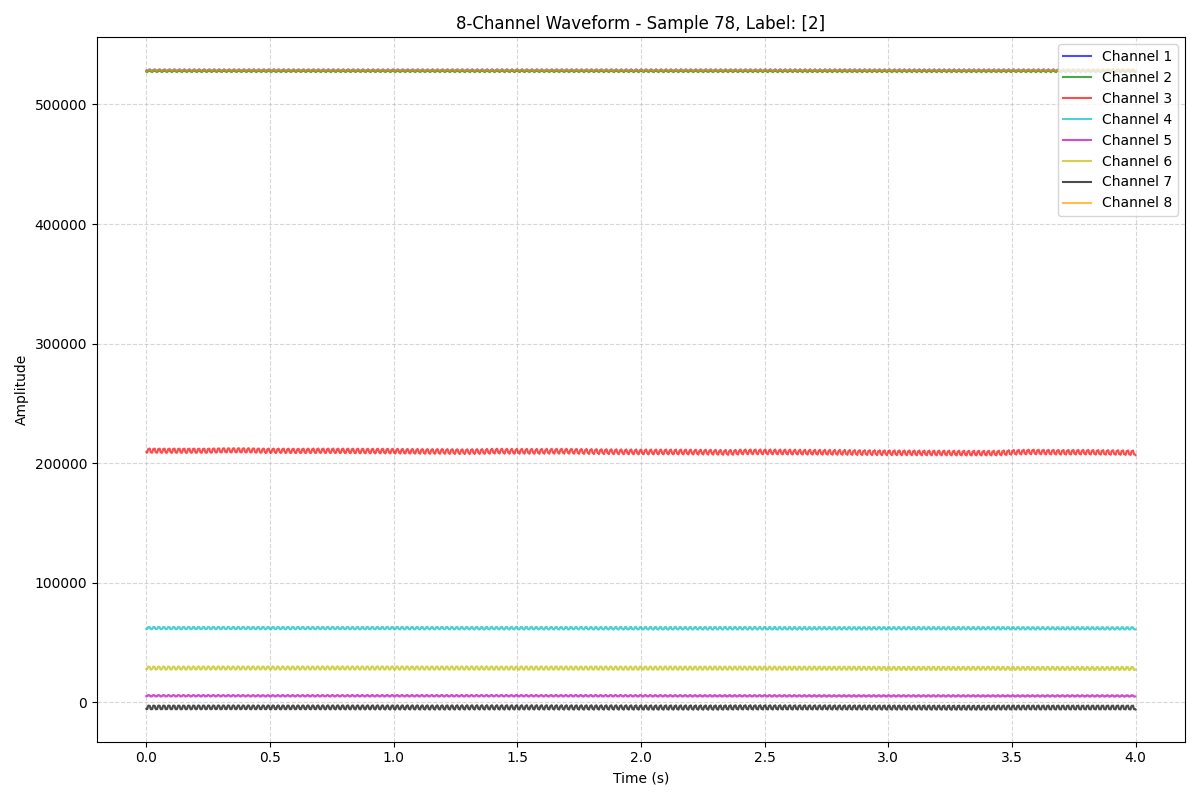 8-Channel Waveform - Sample 78, Label: [2]
Channel 1
Channel 2
Channel 3
Channel 4
Channel 5
Channel 6
Channel 7
Channel 8
500000
400000
300000
200000
100000
0
Amplitude
0.0 0.5 1.0 1.5 2.0 2.5 3.0 3.5 4.0
Time (s)